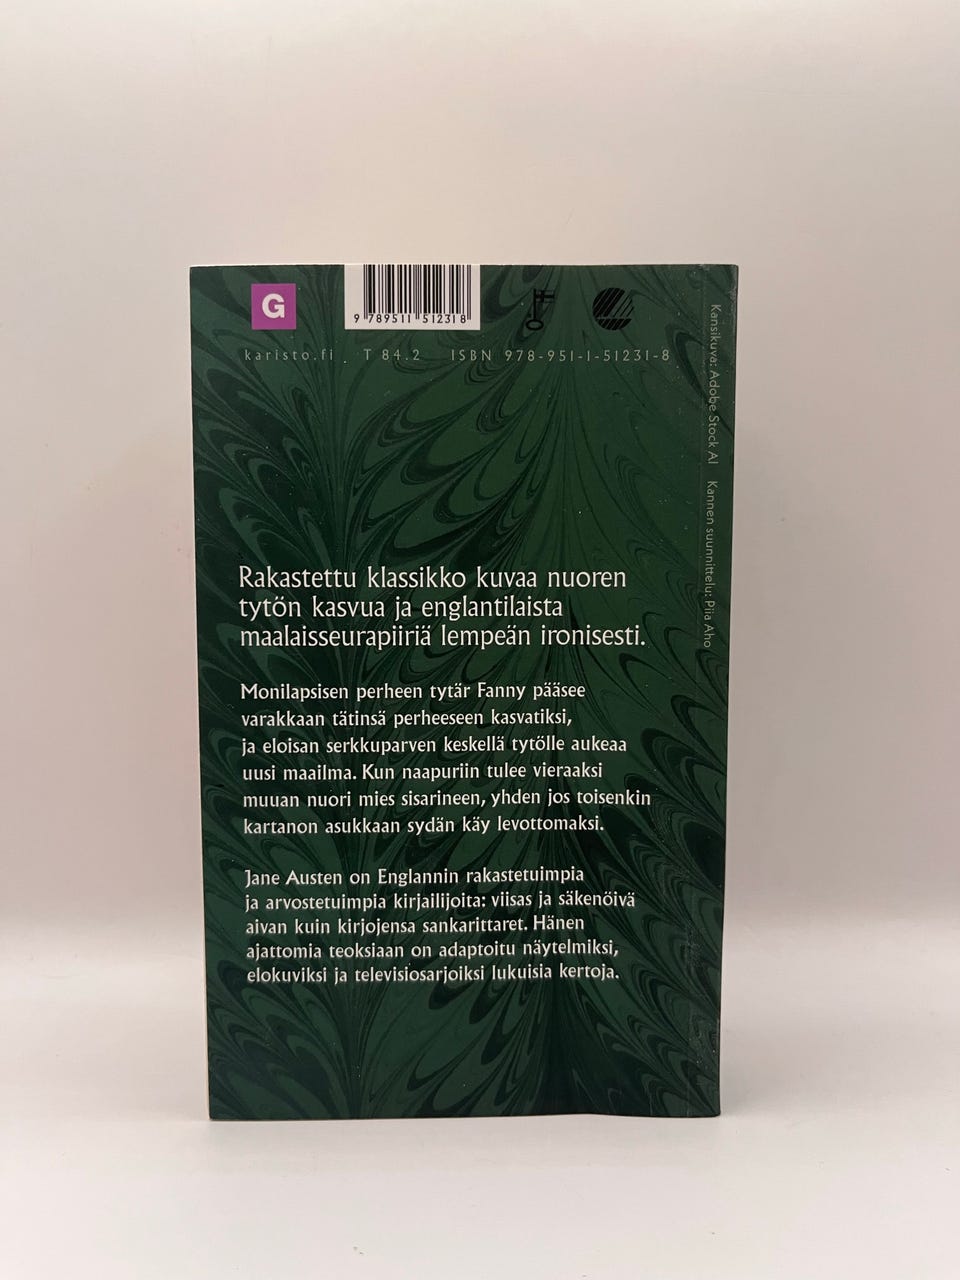 G
9 789511 512318
karisto.fi T 84.2 ISBN 978-951-1-51231-8
Kansikuva: Adobe Stock AI Kannen suunnittelu: Piia Aho
Rakastettu klassikko kuvaa nuoren
tytön kasvua ja englantilaista
maalaisseurapiiriä lempeän ironisesti.
Monilapsisen perheen tytär Fanny pääsee
varakkaan tätinsä perheeseen kasvatiksi,
ja eloisan serkkuparven keskellä tytölle aukeaa
uusi maailma. Kun naapuriin tulee vieraaksi
muuan nuori mies sisarineen, yhden jos toisenkin
kartanon asukkaan sydän käy levottomaksi.
Jane Austen on Englannin rakastetuimpia
ja arvostetuimpia kirjailijoita: viisas ja säkenöivä
aivan kuin kirjojensa sankarittaret. Hänen
ajattomia teoksiaan on adaptoitu näytelmiksi,
elokuviksi ja televisiosarjoiksi lukuisia kertoja.